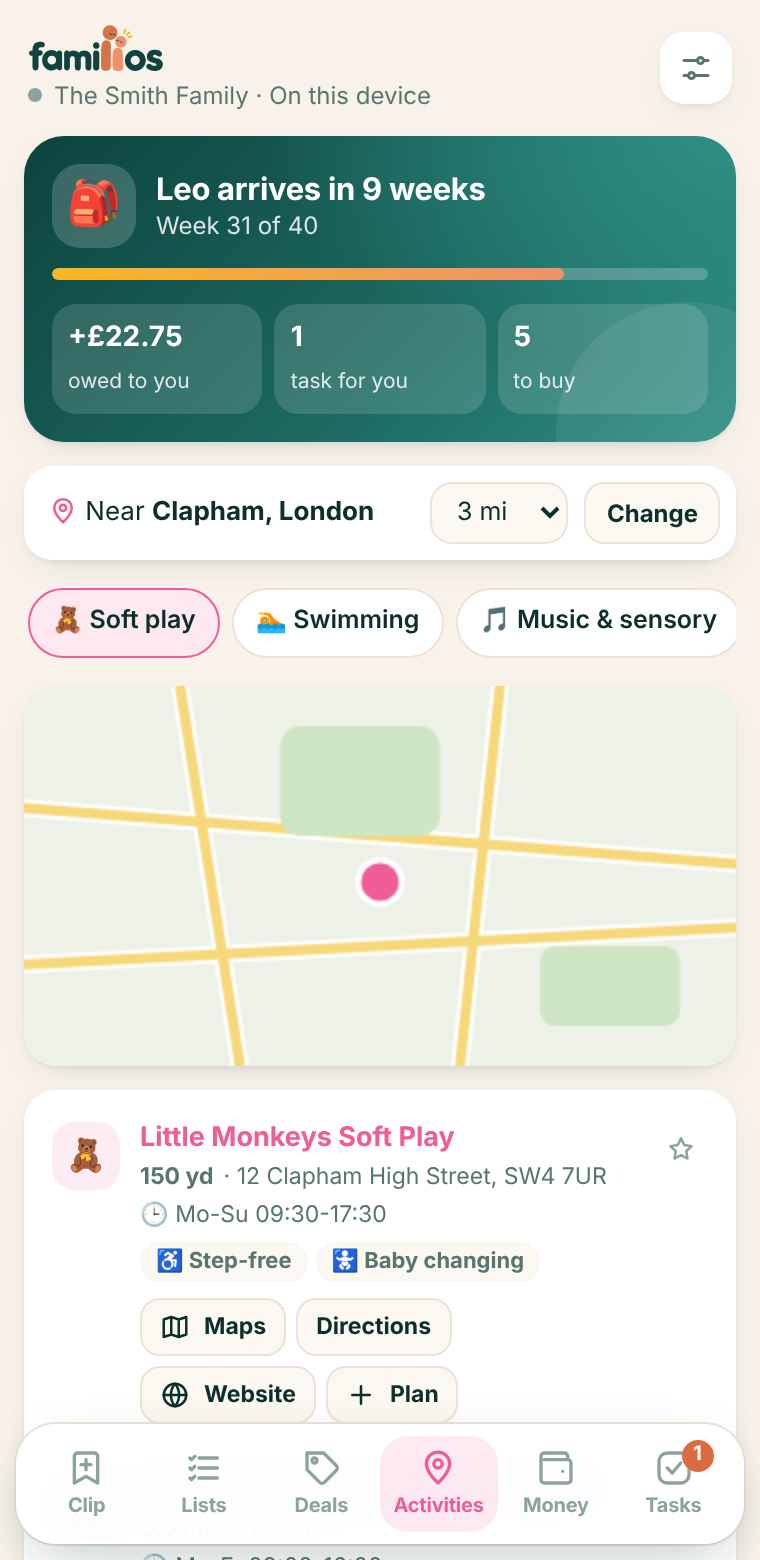 familios
The Smith Family · On this device
Leo arrives in 9 weeks
Week 31 of 40
+£22.75
owed to you
1
task for you
5
to buy
Near Clapham, London
3 mi
Change
Soft play
Swimming
Music & sensory
Little Monkeys Soft Play
150 yd · 12 Clapham High Street, SW4 7UR
Mo-Su 09:30-17:30
Step-free
Baby changing
Maps
Directions
Website
Plan
Clip
Lists
Deals
Activities
Money
Tasks
1